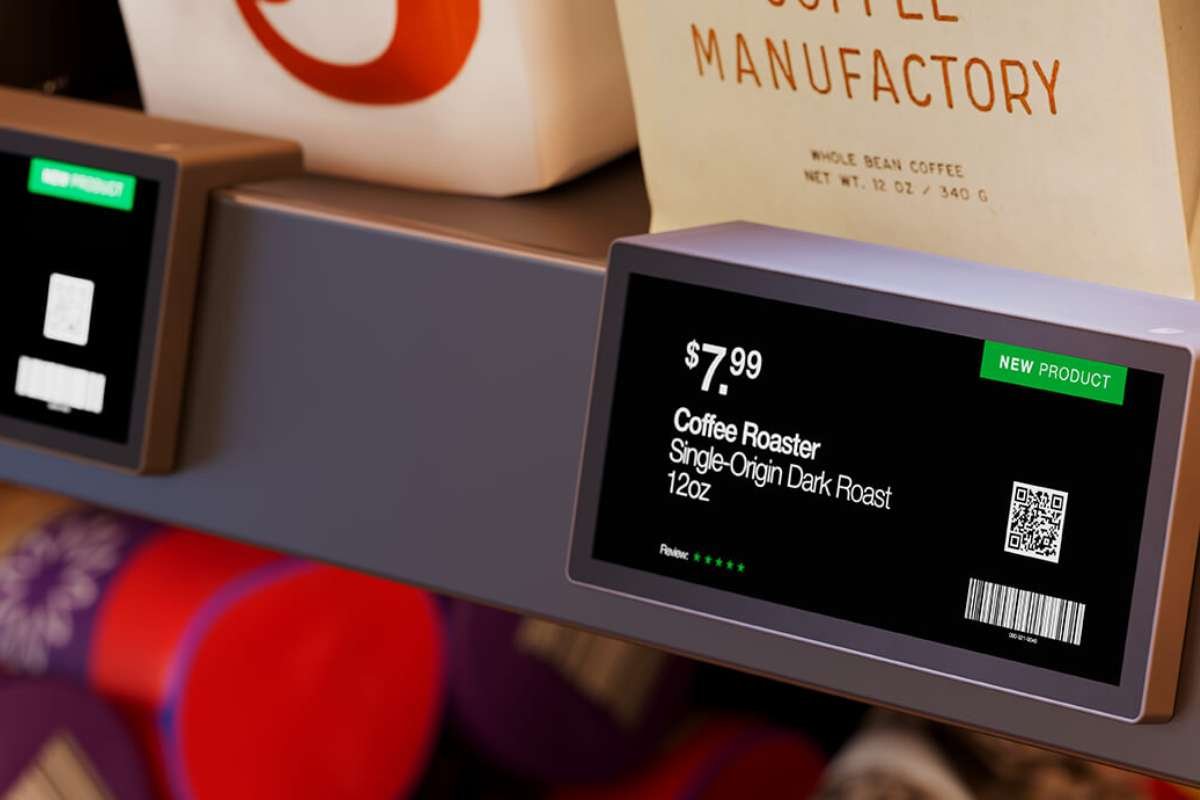 COFFEE
MANUFACTORY
WHOLE BEAN COFFEE
NET WT. 12 OZ / 340 G
NEW PRODUCT
$7.99
NEW PRODUCT
Coffee Roaster
Single-Origin Dark Roast
12oz
Review: ★★★★★